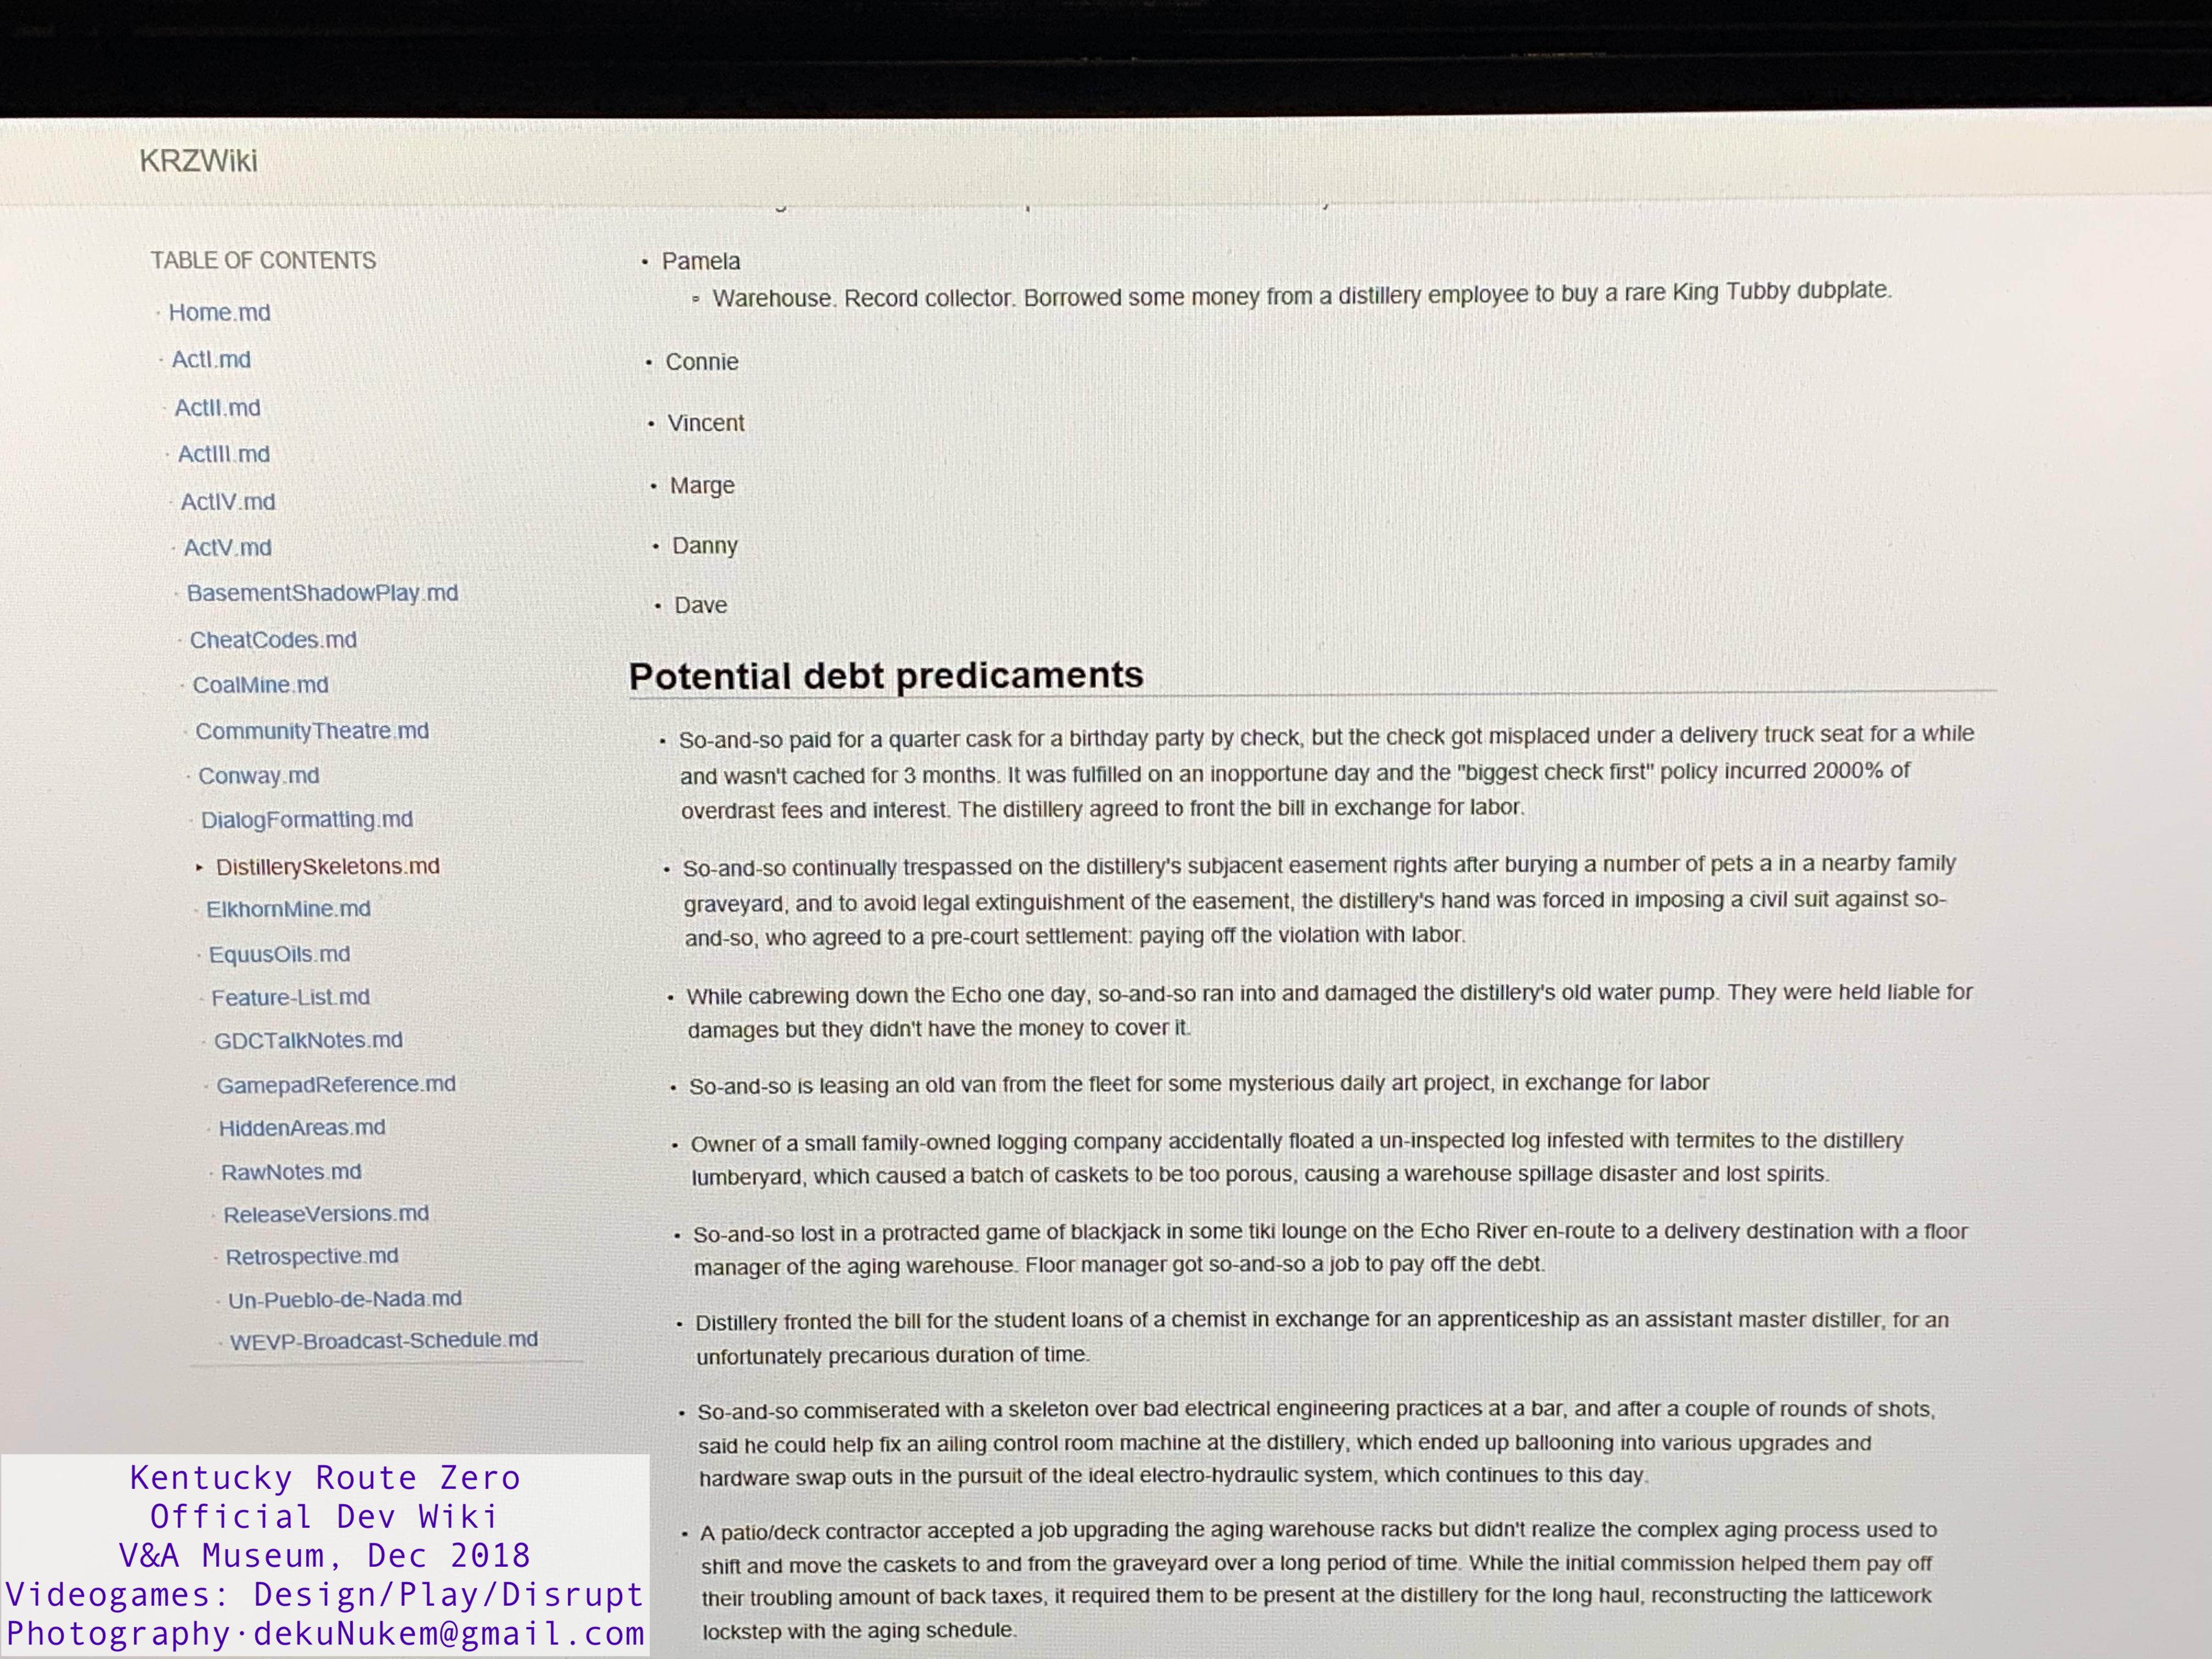 KRZWiki
TABLE OF CONTENTS
Home.md
ActI.md
ActII.md
ActIII.md
ActIV.md
ActV.md
BasementShadowPlay.md
CheatCodes.md
CoalMine.md
CommunityTheatre.md
Conway.md
DialogFormatting.md
DistillerySkeletons.md
ElkhornMine.md
EquusOils.md
Feature-List.md
GDCTalkNotes.md
GamepadReference.md
HiddenAreas.md
RawNotes.md
ReleaseVersions.md
Retrospective.md
Un-Pueblo-de-Nada.md
WEVP-Broadcast-Schedule.md
• Pamela
Warehouse. Record collector. Borrowed some money from a distillery employee to buy a rare King Tubby dubplate.
• Connie
• Vincent
• Marge
• Danny
• Dave
Potential debt predicaments
• So-and-so paid for a quarter cask for a birthday party by check, but the check got misplaced under a delivery truck seat for a while
and wasn't cached for 3 months. It was fulfilled on an inopportune day and the "biggest check first" policy incurred 2000% of
overdrast fees and interest. The distillery agreed to front the bill in exchange for labor.
• So-and-so continually trespassed on the distillery's subjacent easement rights after burying a number of pets a in a nearby family
graveyard, and to avoid legal extinguishment of the easement, the distillery's hand was forced in imposing a civil suit against so-
and-so, who agreed to a pre-court settlement: paying off the violation with labor.
• While cabrewing down the Echo one day, so-and-so ran into and damaged the distillery's old water pump. They were held liable for
damages but they didn't have the money to cover it.
• So-and-so is leasing an old van from the fleet for some mysterious daily art project, in exchange for labor
• Owner of a small family-owned logging company accidentally floated a un-inspected log infested with termites to the distillery
lumberyard, which caused a batch of caskets to be too porous, causing a warehouse spillage disaster and lost spirits.
• So-and-so lost in a protracted game of blackjack in some tiki lounge on the Echo River en-route to a delivery destination with a floor
manager of the aging warehouse. Floor manager got so-and-so a job to pay off the debt.
• Distillery fronted the bill for the student loans of a chemist in exchange for an apprenticeship as an assistant master distiller, for an
unfortunately precarious duration of time.
• So-and-so commiserated with a skeleton over bad electrical engineering practices at a bar, and after a couple of rounds of shots,
said he could help fix an ailing control room machine at the distillery, which ended up ballooning into various upgrades and
hardware swap outs in the pursuit of the ideal electro-hydraulic system, which continues to this day.
• A patio/deck contractor accepted a job upgrading the aging warehouse racks but didn't realize the complex aging process used to
shift and move the caskets to and from the graveyard over a long period of time. While the initial commission helped them pay off
their troubling amount of back taxes, it required them to be present at the distillery for the long haul, reconstructing the latticework
lockstep with the aging schedule.
Kentucky Route Zero
Official Dev Wiki
V&A Museum, Dec 2018
Videogames: Design/Play/Disrupt
Photography·dekuNukem@gmail.com